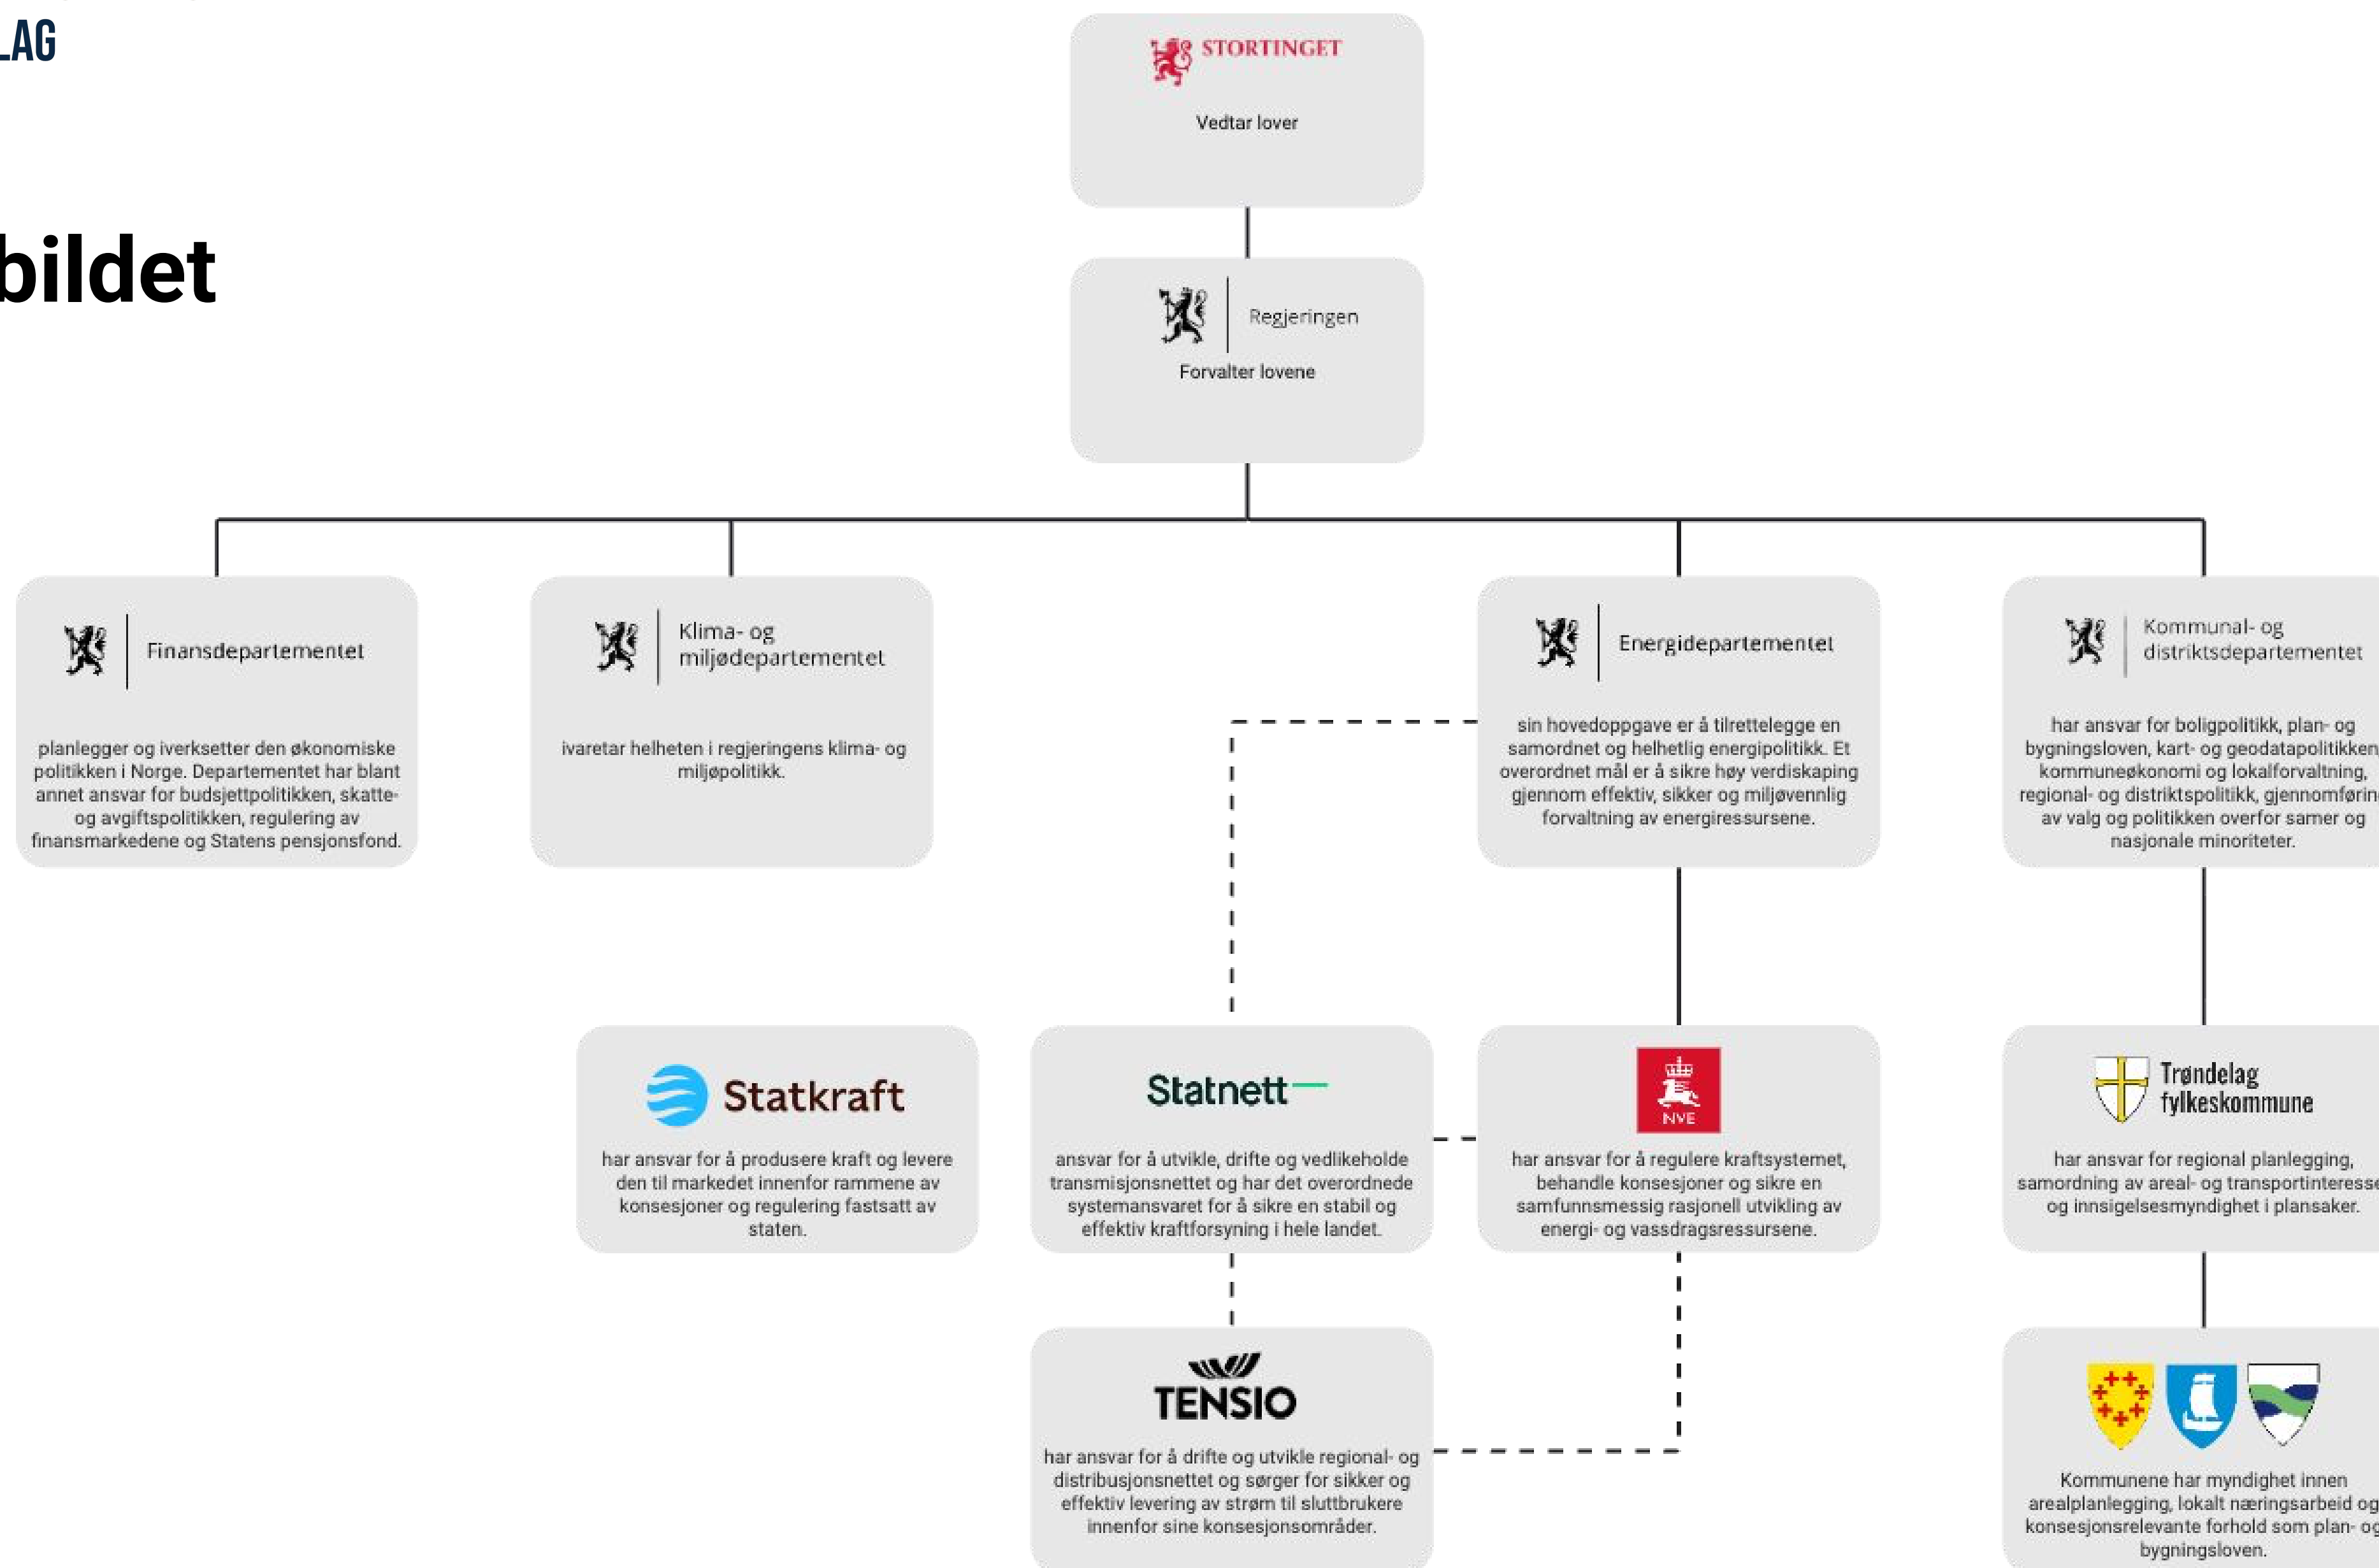 LAG
bildet
STORTINGET
Vedtar lover
Regjeringen
Forvalter lovene
Finansdepartementet
planlegger og iverksetter den økonomiske
politikken i Norge. Departementet har blant
annet ansvar for budsjettpolitikken, skatte-
og avgiftspolitikken, regulering av
finansmarkedene og Statens pensjonsfond.
Klima- og
miljødepartementet
ivaretar helheten i regjeringens klima- og
miljøpolitikk.
Energidepartementet
sin hovedoppgave er å tilrettelegge en
samordnet og helhetlig energipolitikk. Et
overordnet mål er å sikre høy verdiskaping
gjennom effektiv, sikker og miljøvennlig
forvaltning av energiressursene.
Kommunal- og
distriktsdepartementet
har ansvar for boligpolitikk, plan- og
bygningsloven, kart- og geodatapolitikken,
kommuneøkonomi og lokalforvaltning,
regional- og distriktspolitikk, gjennomførin
av valg og politikken overfor samer og
nasjonale minoriteter.
Statkraft
har ansvar for å produsere kraft og levere
den til markedet innenfor rammene av
konsesjoner og regulering fastsatt av
staten.
Statnett
ansvar for å utvikle, drifte og vedlikeholde
transmisjonsnettet og har det overordnede
systemansvaret for å sikre en stabil og
effektiv kraftforsyning i hele landet.
NVE
har ansvar for å regulere kraftsystemet,
behandle konsesjoner og sikre en
samfunnsmessig rasjonell utvikling av
energi- og vassdragsressursene.
Trøndelag
fylkeskommune
har ansvar for regional planlegging,
samordning av areal- og transportinteresse
og innsigelsesmyndighet i plansaker.
TENSIO
har ansvar for å drifte og utvikle regional- og
distribusjonsnettet og sørger for sikker og
effektiv levering av strøm til sluttbrukere
innenfor sine konsesjonsområder.
Kommunene har myndighet innen
arealplanlegging, lokalt næringsarbeid og
konsesjonsrelevante forhold som plan- og
bygningsloven.